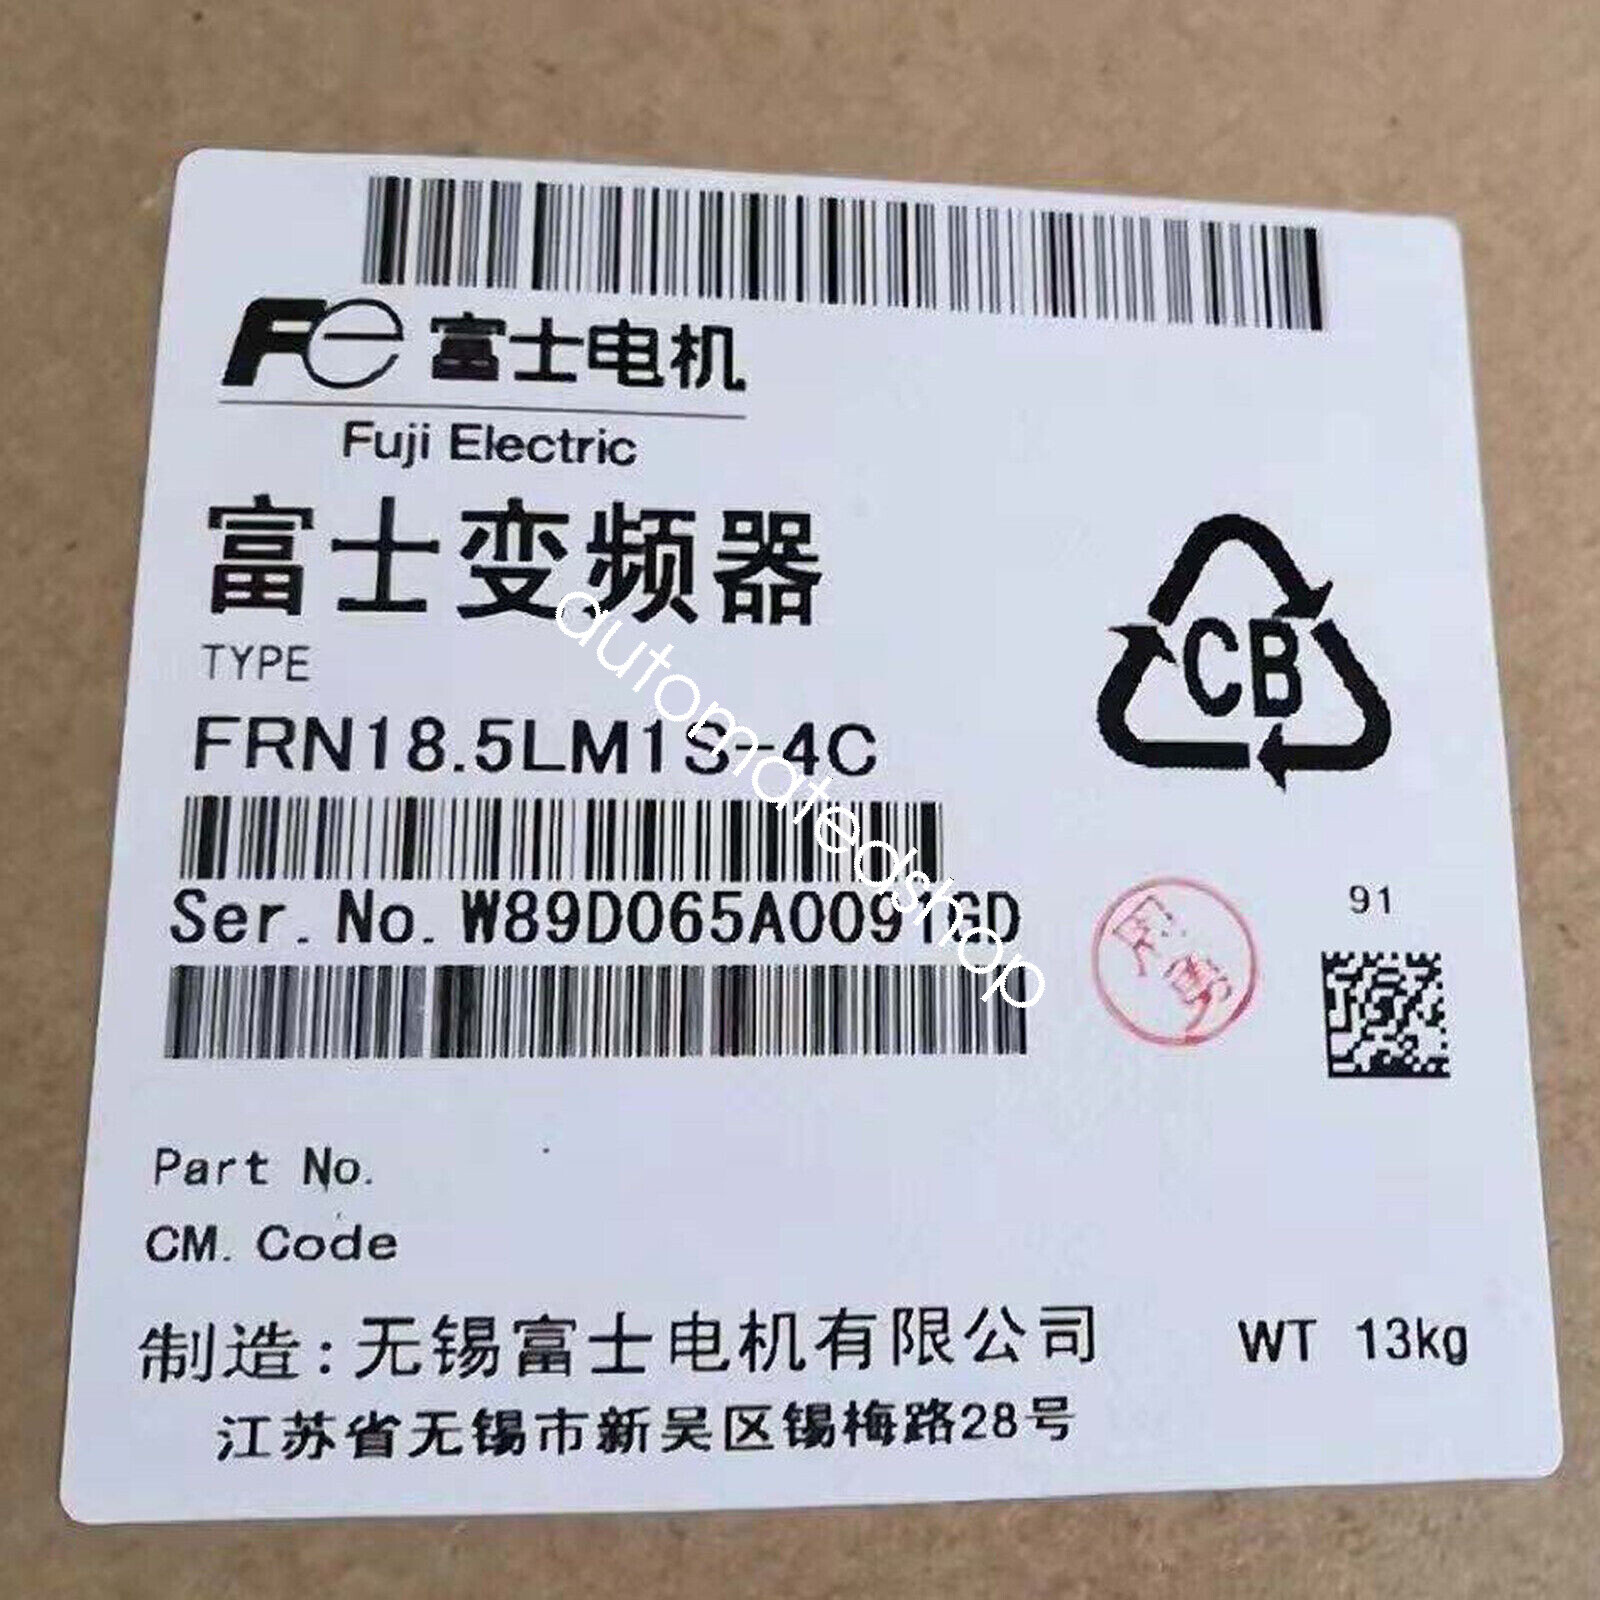 Fe 富士电机
Fuji Electric
富士变频器
TYPE
FRN18.5LM1S-4C
CB
Ser. No. W89D065A0091GD
91
Part No.
CM. Code
制造:无锡富士电机有限公司
WT 13kg
江苏省无锡市新吴区锡梅路28号
automatedshop